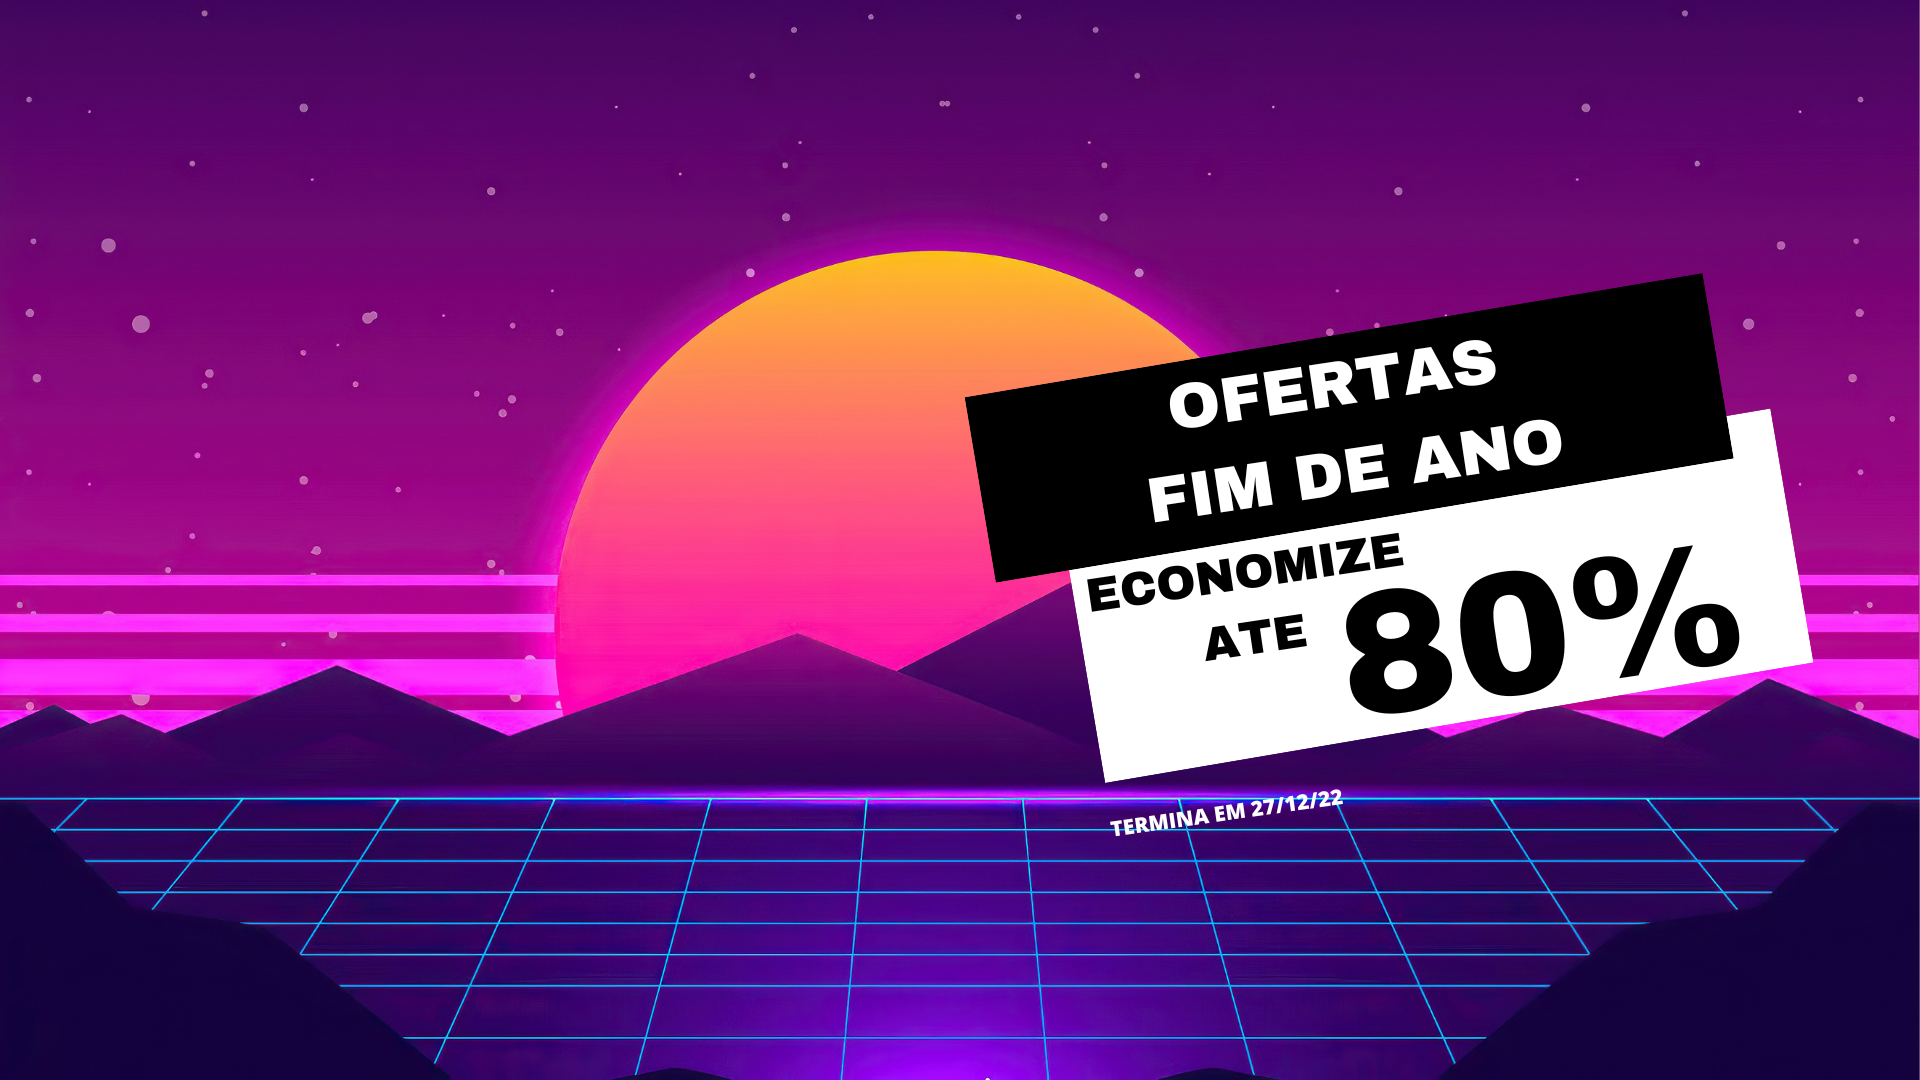 OFERTAS
FIM DE ANO
ECONOMIZE
ATE 80%
TERMINA EM 27/12/22